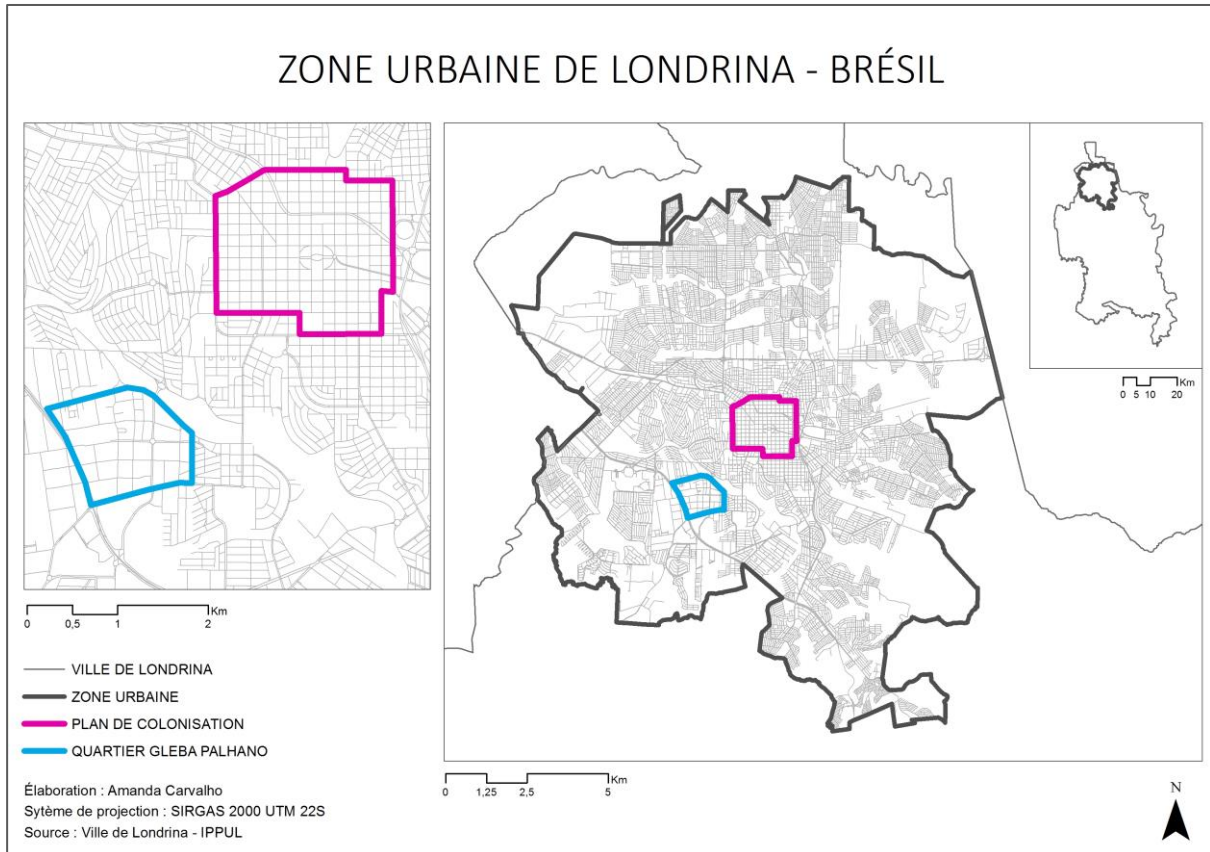 ZONE URBAINE DE LONDRINA - BRÉSIL
Km
0 5 10 20
Km
0 0,5 1 2
VILLE DE LONDRINA
ZONE URBAINE
PLAN DE COLONISATION
QUARTIER GLEBA PALHANO
Km
0 1,25 2,5 5
Élaboration : Amanda Carvalho
Sytème de projection : SIRGAS 2000 UTM 22S
Source : Ville de Londrina - IPPUL
N